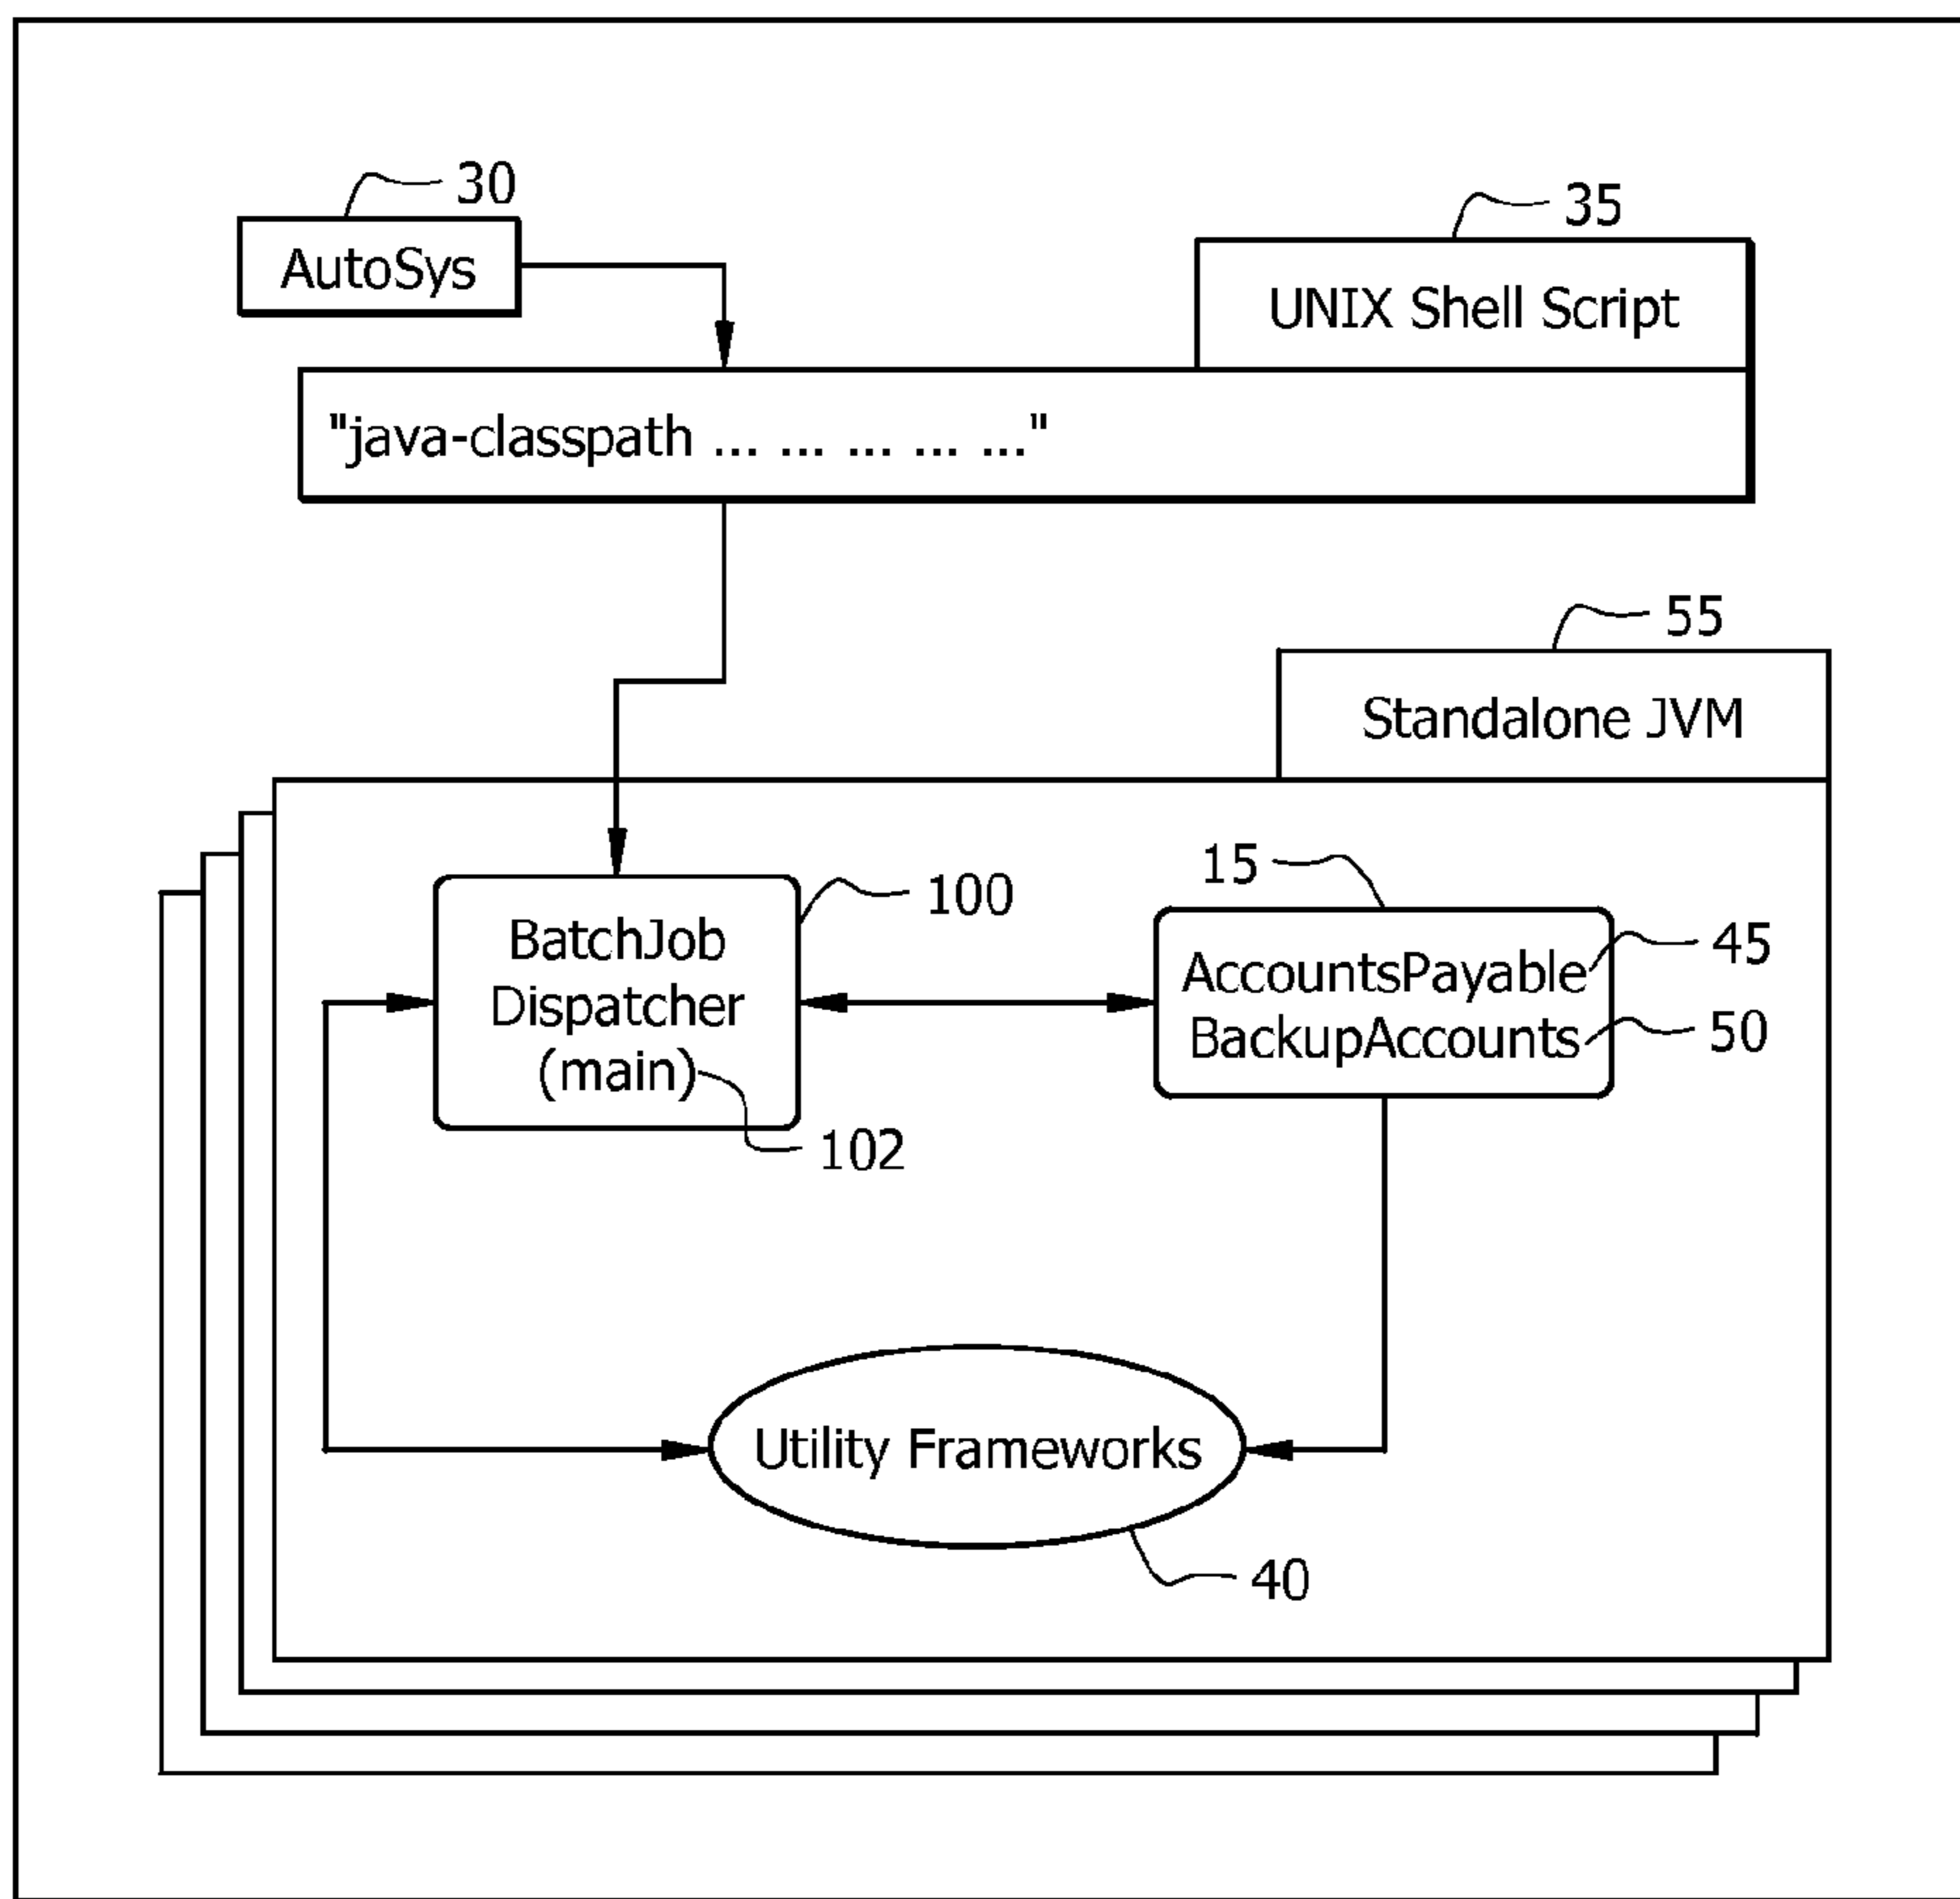 30
AutoSys
35
UNIX Shell Script
"java-classpath ... ... ... ... ..."
55
Standalone JVM
100
BatchJob
Dispatcher
(main)
102
15
AccountsPayable
45
BackupAccounts
50
Utility Frameworks
40